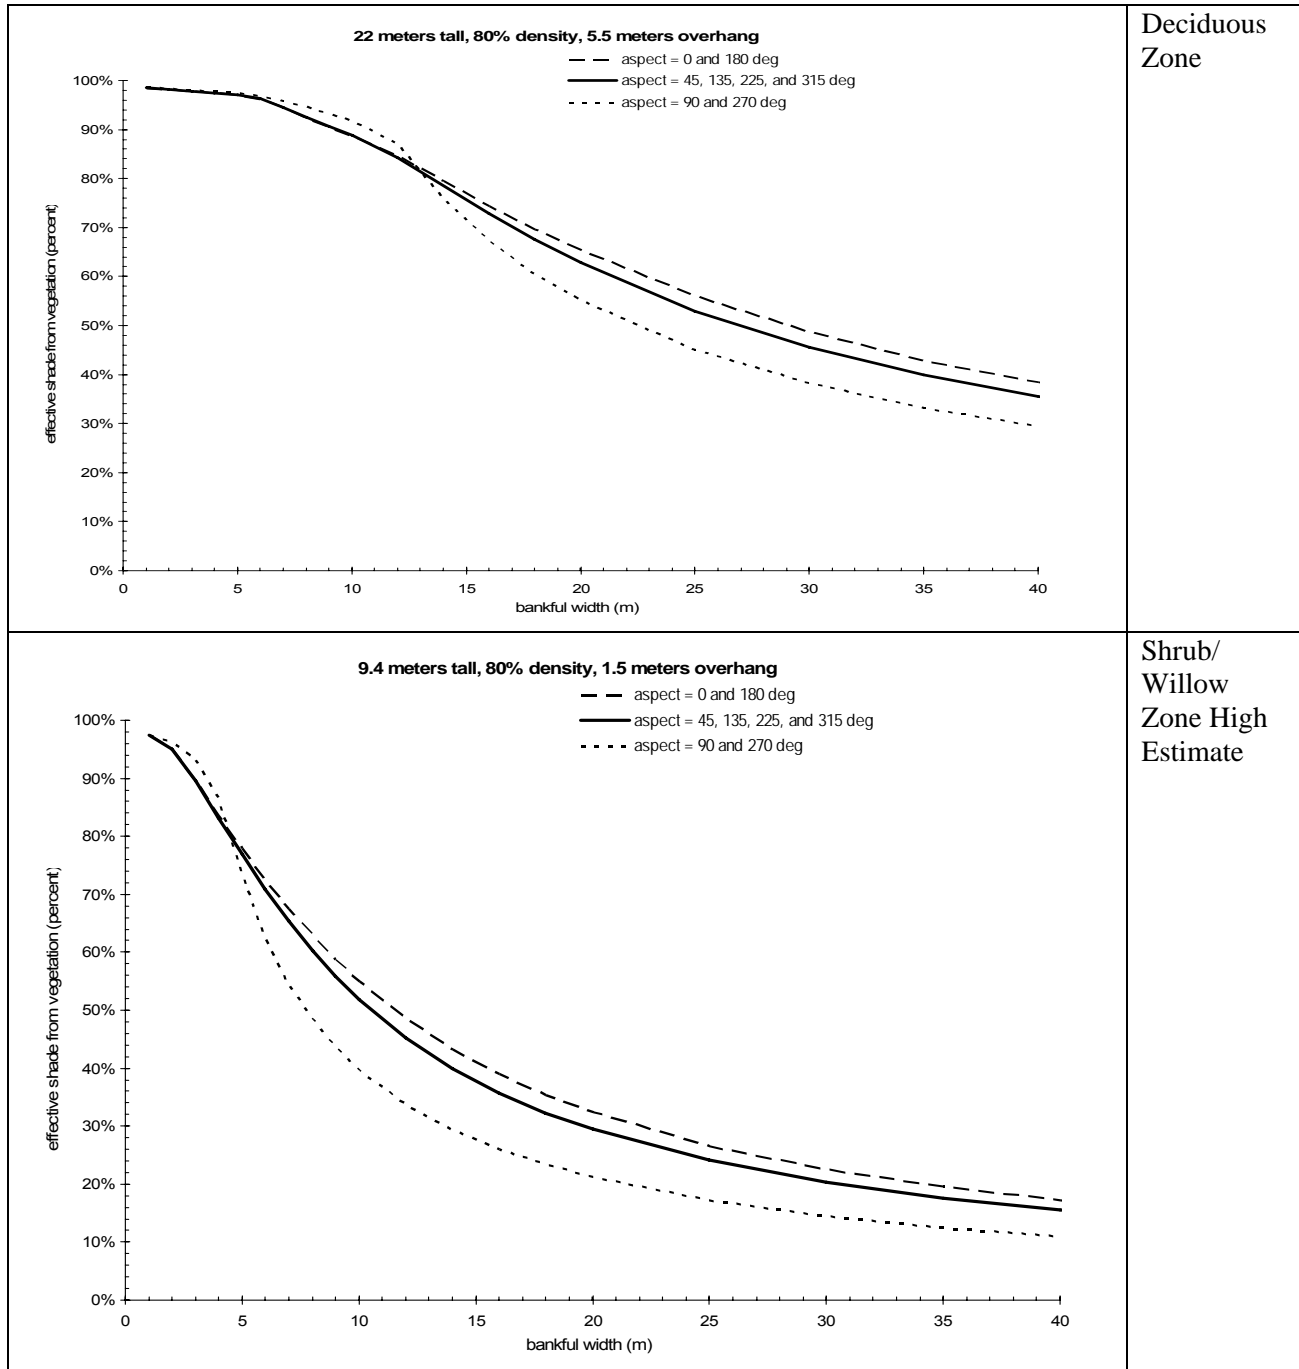 22 meters tall, 80% density, 5.5 meters overhang
aspect = 0 and 180 deg
aspect = 45, 135, 225, and 315 deg
aspect = 90 and 270 deg
100%
90%
80%
70%
60%
50%
40%
30%
20%
10%
0%
effective shade from vegetation (percent)
0 5 10 15 20 25 30 35 40
bankful width (m)
Deciduous
Zone
9.4 meters tall, 80% density, 1.5 meters overhang
aspect = 0 and 180 deg
aspect = 45, 135, 225, and 315 deg
aspect = 90 and 270 deg
100%
90%
80%
70%
60%
50%
40%
30%
20%
10%
0%
effective shade from vegetation (percent)
0 5 10 15 20 25 30 35 40
bankful width (m)
Shrub/
Willow
Zone High
Estimate